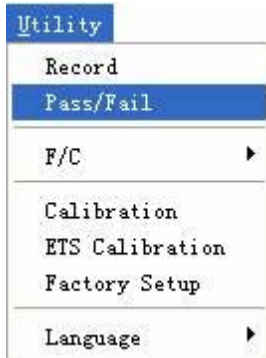 Utility
Record
Pass/Fail
F/C
Calibration
ETS Calibration
Factory Setup
Language